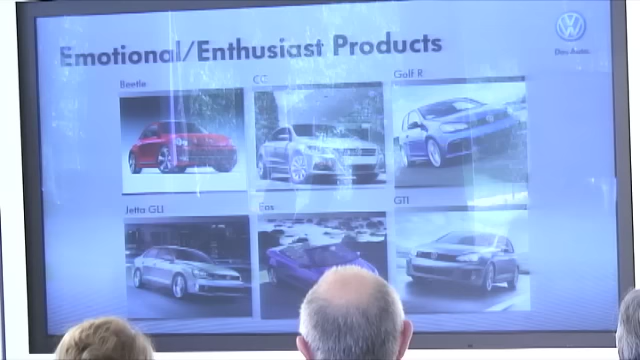 Emotional/Enthusiast Products
Das Auto.
Beetle
CC
Golf R
Jetta GLI
Eos
GTI